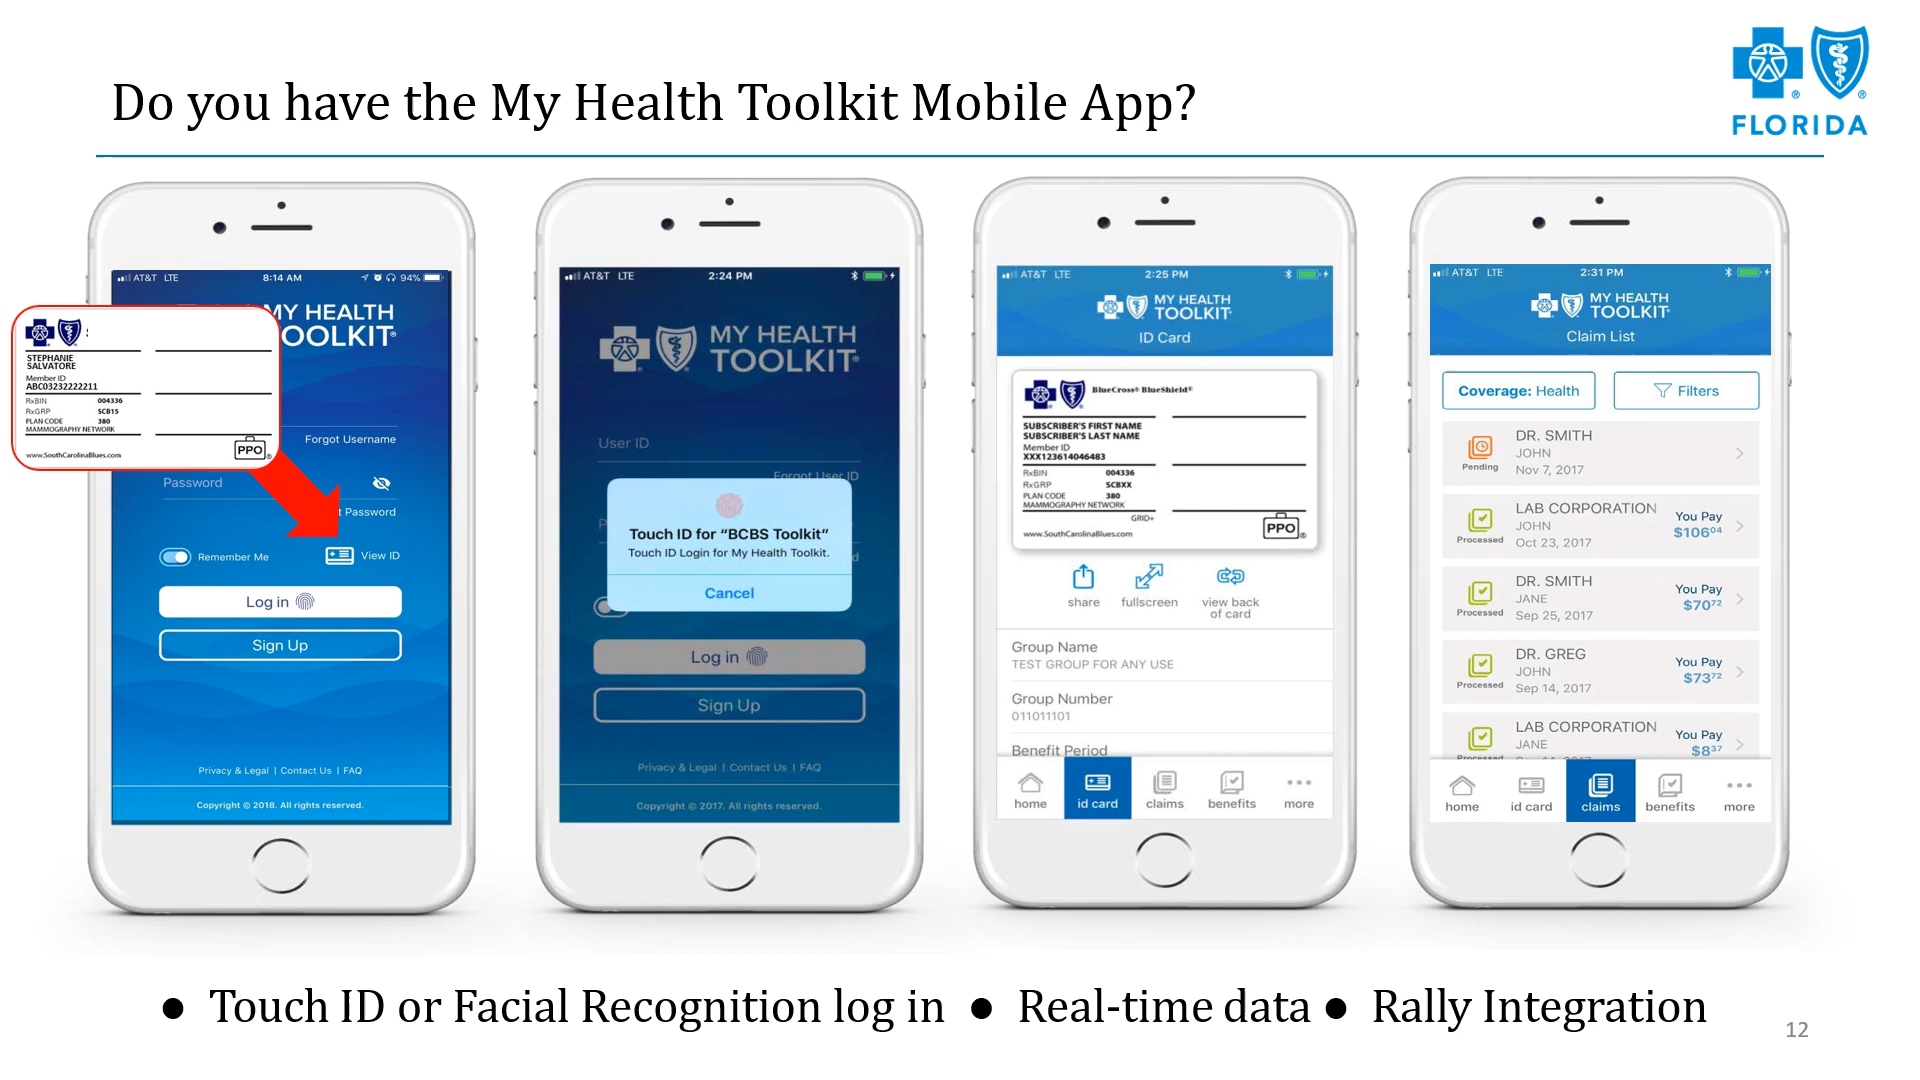 Do you have the My Health Toolkit Mobile App?
FLORIDA
AT&T LTE 8:14 AM 94%
MY HEALTH
OOLKIT
STEPHANIE
SALVATORE
Member ID
ABC03232222211
RxBIN 004336
RxGRP SCB15
PLAN CODE 380
MAMMOGRAPHY NETWORK
www.SouthCarolinaBlues.com
PPO
Forgot Username
Password
t Password
Remember Me
View ID
Log in
Sign Up
Privacy & Legal | Contact Us | FAQ
Copyright © 2018. All rights reserved.
AT&T LTE 2:24 PM
MY HEALTH
TOOLKIT
User ID
Forgot User ID
Touch ID for “BCBS Toolkit”
Touch ID Login for My Health Toolkit.
Cancel
Log in
Sign Up
Privacy & Legal | Contact Us | FAQ
Copyright © 2017. All rights reserved.
AT&T LTE 2:25 PM
MY HEALTH
TOOLKIT
ID Card
BlueCross® BlueShield®
SUBSCRIBER'S FIRST NAME
SUBSCRIBER'S LAST NAME
Member ID
XXX123614046483
RxBIN 004336
RxGRP SCBXX
PLAN CODE 380
MAMMOGRAPHY NETWORK
GRID+
www.SouthCarolinaBlues.com
PPO
share
fullscreen
view back
of card
Group Name
TEST GROUP FOR ANY USE
Group Number
011011101
Benefit Period
home
id card
claims
benefits
more
AT&T LTE 2:31 PM
MY HEALTH
TOOLKIT
Claim List
Coverage: Health
Filters
DR. SMITH
JOHN
Pending
Nov 7, 2017
LAB CORPORATION
JOHN
Processed
Oct 23, 2017
You Pay
$106 04
DR. SMITH
JANE
Processed
Sep 25, 2017
You Pay
$70 72
DR. GREG
JOHN
Processed
Sep 14, 2017
You Pay
$73 72
LAB CORPORATION
JANE
You Pay
$8 37
home
id card
claims
benefits
more
● Touch ID or Facial Recognition log in ● Real-time data ● Rally Integration
12